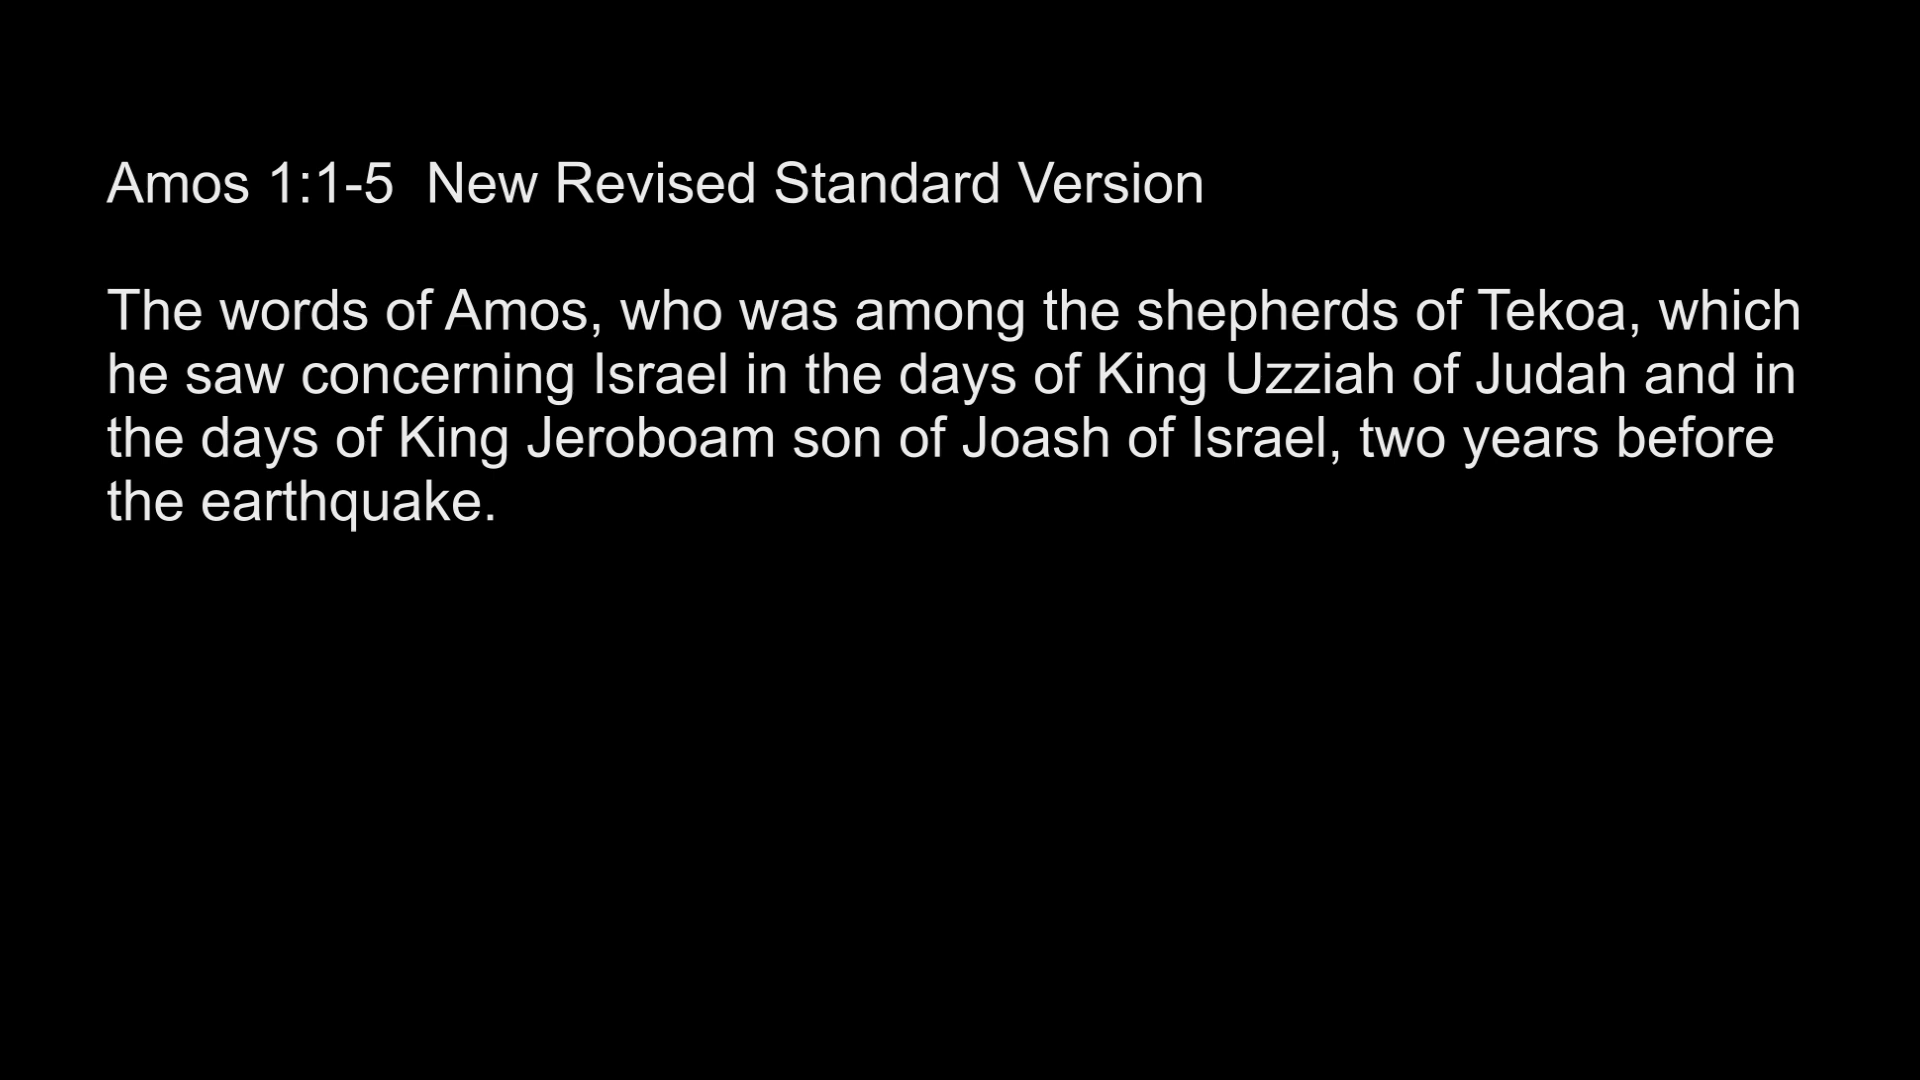 Amos 1:1-5  New Revised Standard Version
The words of Amos, who was among the shepherds of Tekoa, which
he saw concerning Israel in the days of King Uzziah of Judah and in
the days of King Jeroboam son of Joash of Israel, two years before
the earthquake.